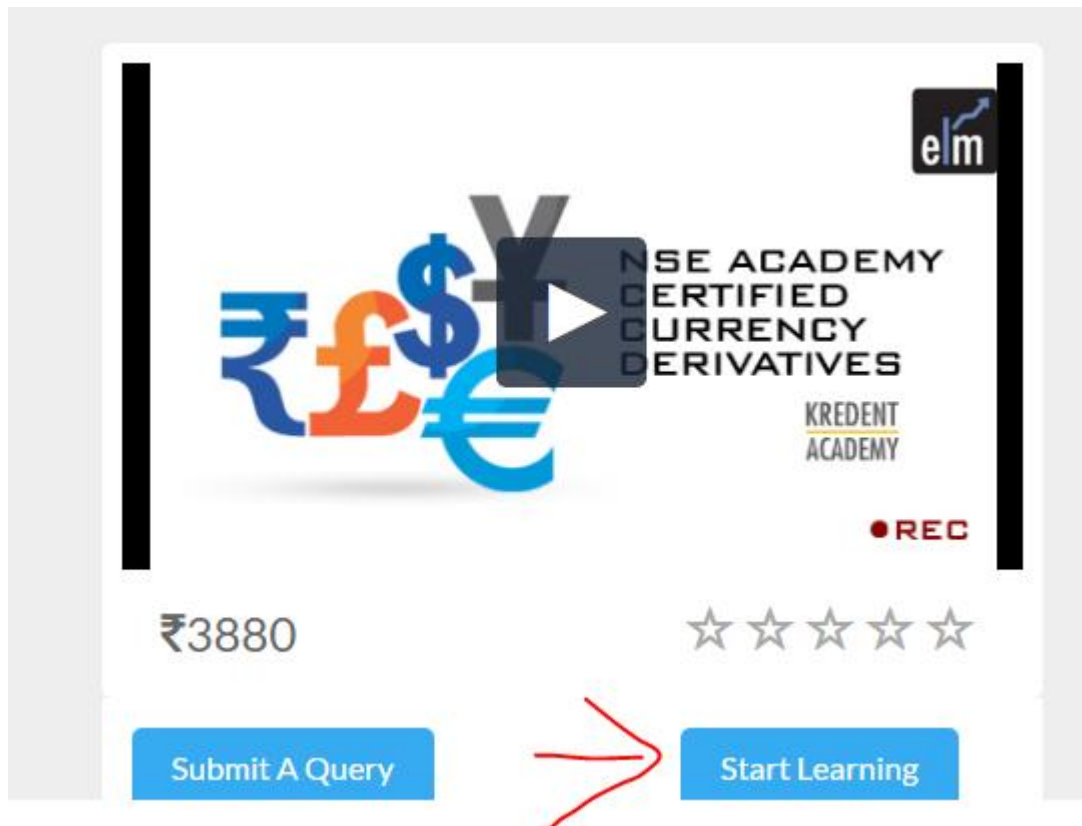 elm
NSE ACADEMY
CERTIFIED
CURRENCY
DERIVATIVES
KREDENT
ACADEMY
REC
₹3880
Submit A Query
Start Learning